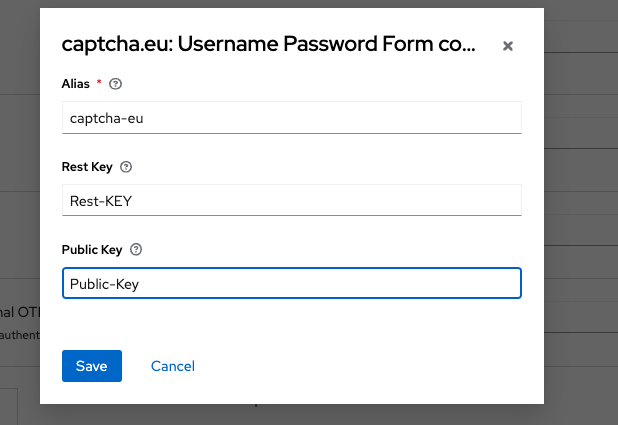 captcha.eu: Username Password Form co...
Alias *
captcha-eu
Rest Key
Rest-KEY
Public Key
Public-Key
nal OT
authent
Save Cancel